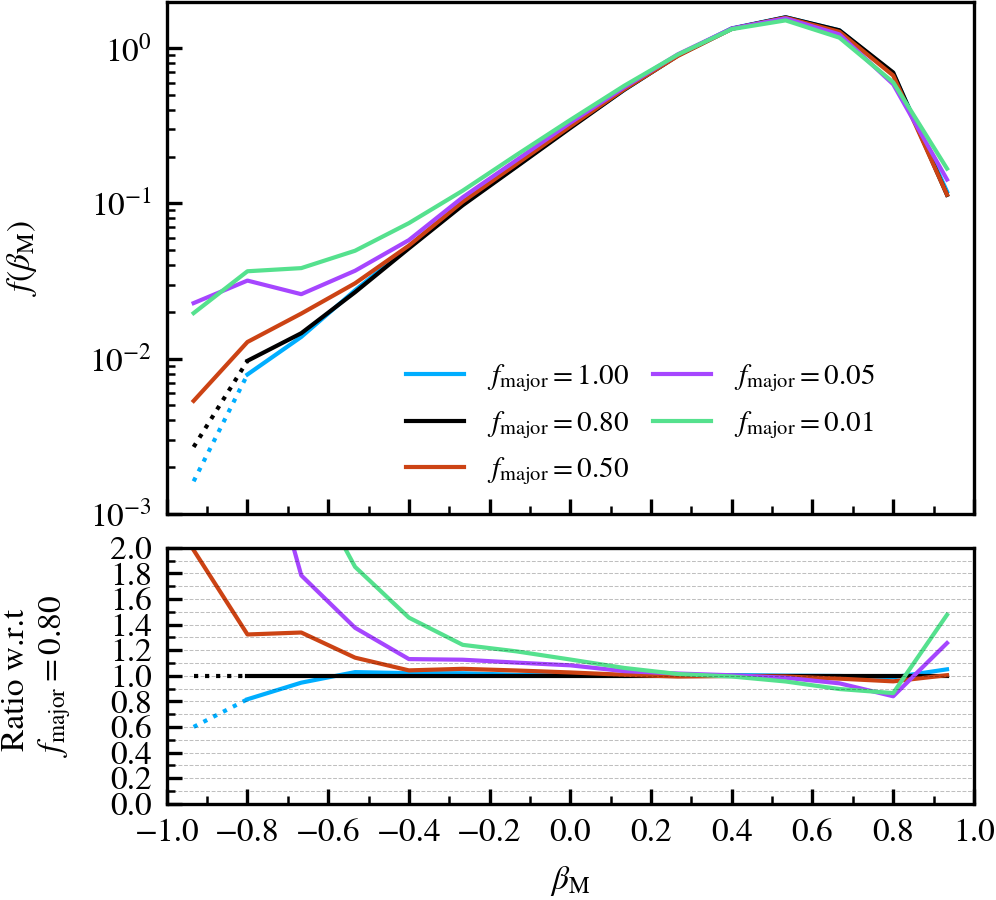 10⁰
10⁻¹
10⁻²
10⁻³
f(β_M)
f_major = 1.00
f_major = 0.80
f_major = 0.50
f_major = 0.05
f_major = 0.01
2.0
1.8
1.6
1.4
1.2
1.0
0.8
0.6
0.4
0.2
0.0
Ratio w.r.t
f_major = 0.80
−1.0 −0.8 −0.6 −0.4 −0.2 0.0 0.2 0.4 0.6 0.8 1.0
β_M